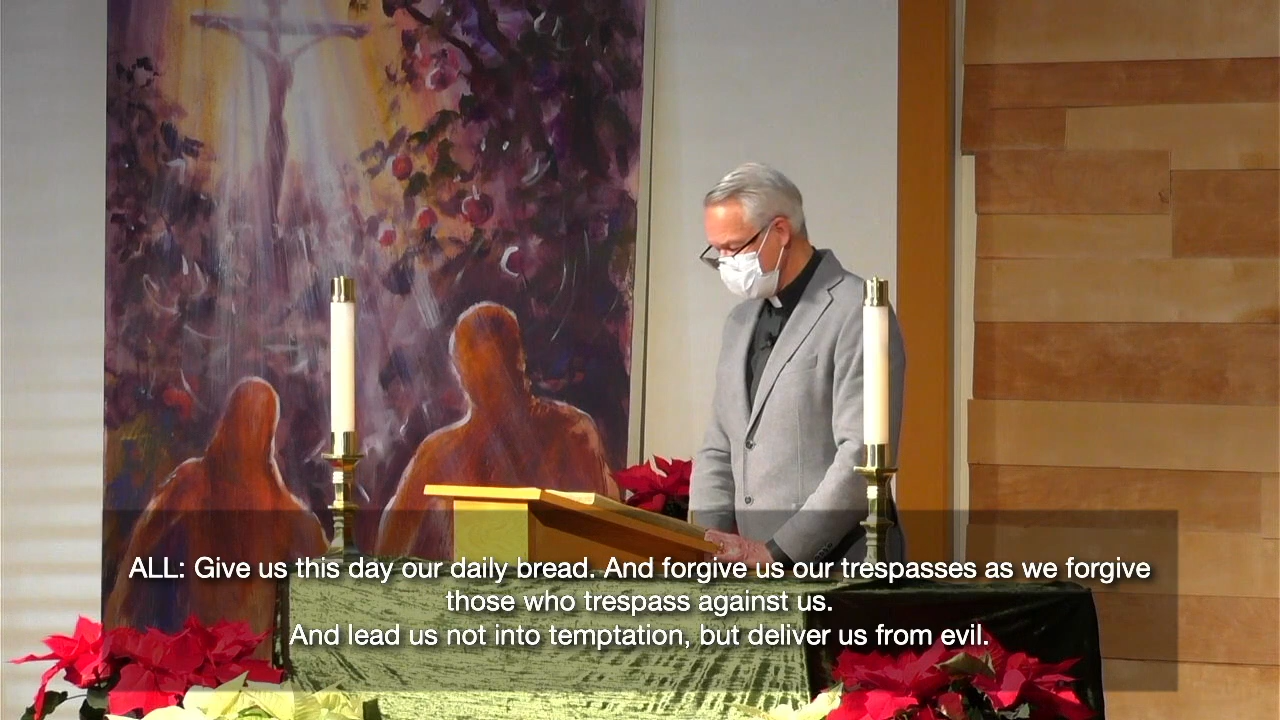 ALL: Give us this day our daily bread. And forgive us our trespasses as we forgive
those who trespass against us.
And lead us not into temptation, but deliver us from evil.